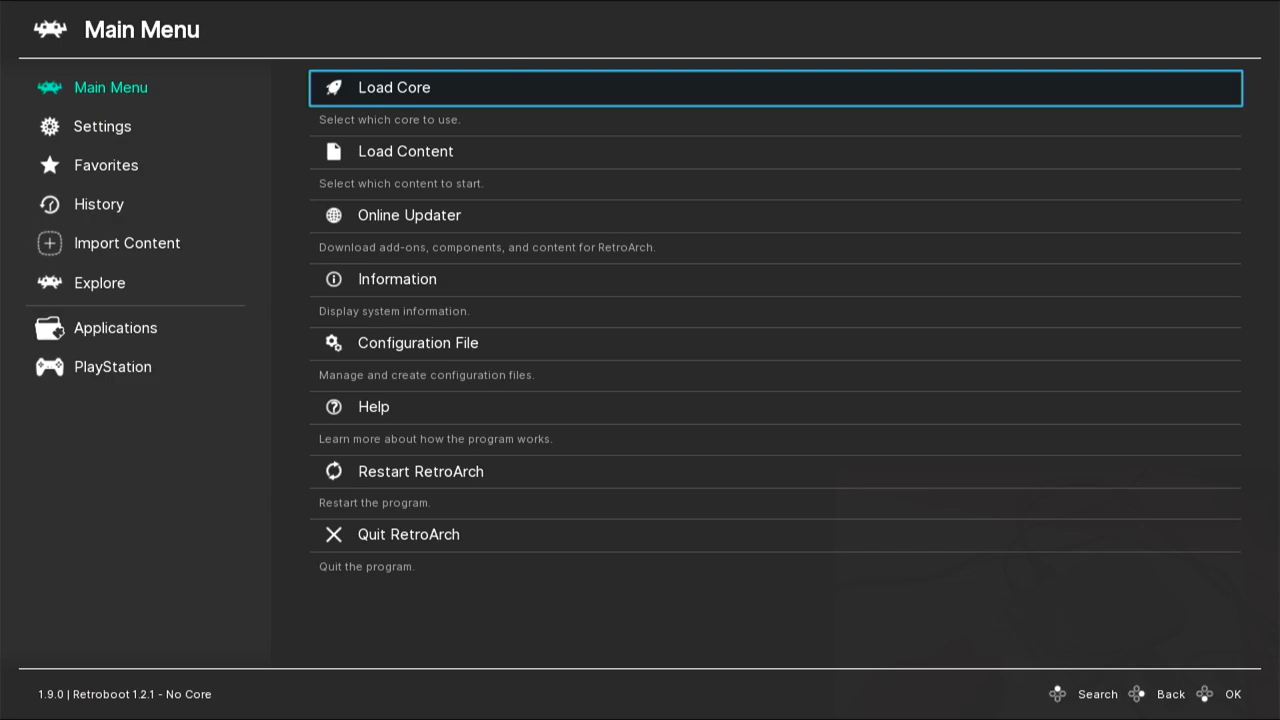 Main Menu
Main Menu
Settings
Favorites
History
Import Content
Explore
Applications
PlayStation
Load Core
Select which core to use.
Load Content
Select which content to start.
Online Updater
Download add-ons, components, and content for RetroArch.
Information
Display system information.
Configuration File
Manage and create configuration files.
Help
Learn more about how the program works.
Restart RetroArch
Restart the program.
Quit RetroArch
Quit the program.
1.9.0 | Retroboot 1.2.1 - No Core
Search Back OK